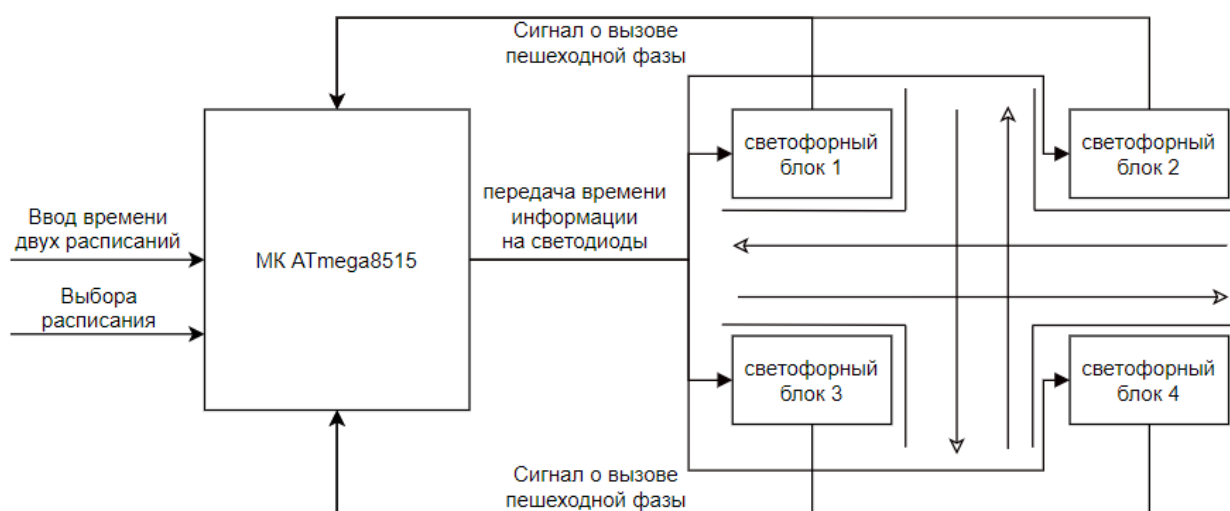 Сигнал о вызове
пешеходной фазы
светофорный
блок 1
светофорный
блок 2
Ввод времени
двух расписаний
МК ATmega8515
передача времени
информации
на светодиоды
Выбора
расписания
светофорный
блок 3
светофорный
блок 4
Сигнал о вызове
пешеходной фазы